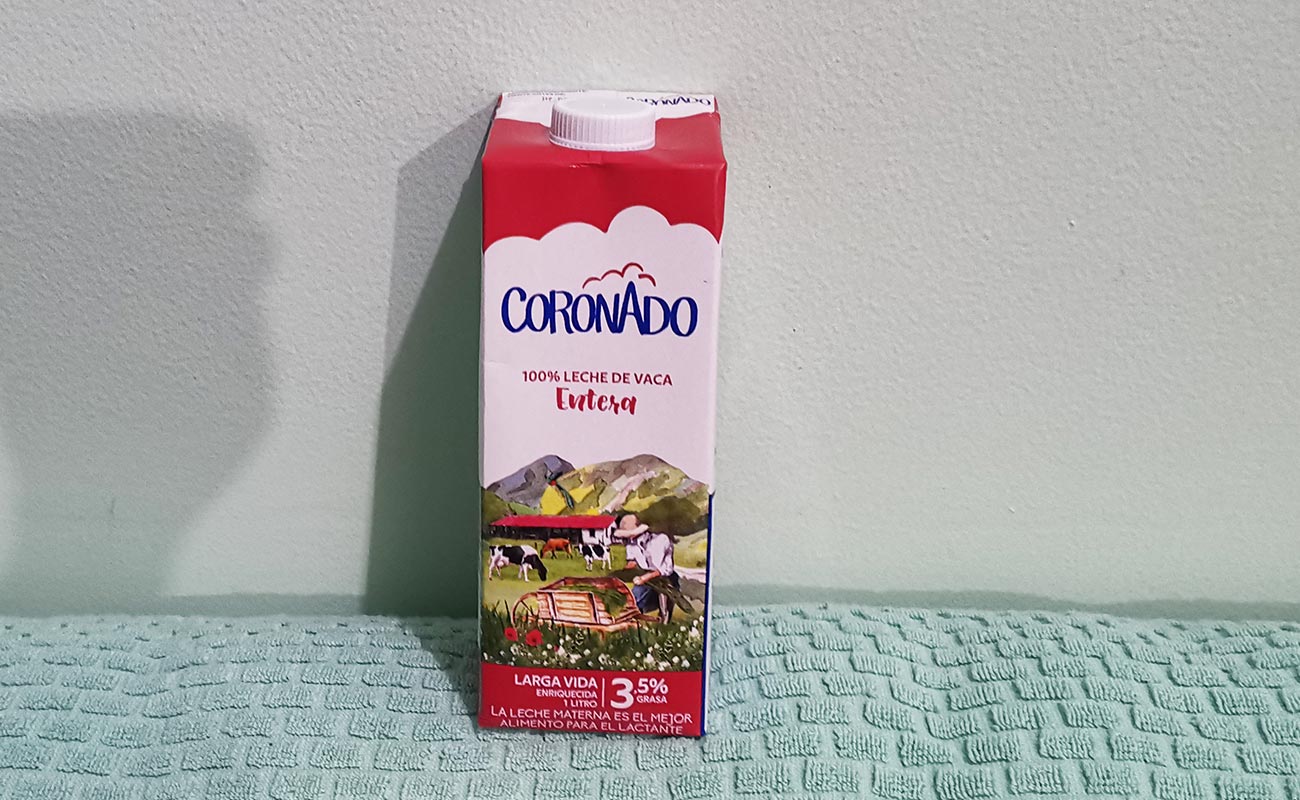 CORONADO
CORONADO
100% LECHE DE VACA
Entera
LARGA VIDA
ENRIQUECIDA
1 LITRO
3.5%
GRASA
LA LECHE MATERNA ES EL MEJOR
ALIMENTO PARA EL LACTANTE